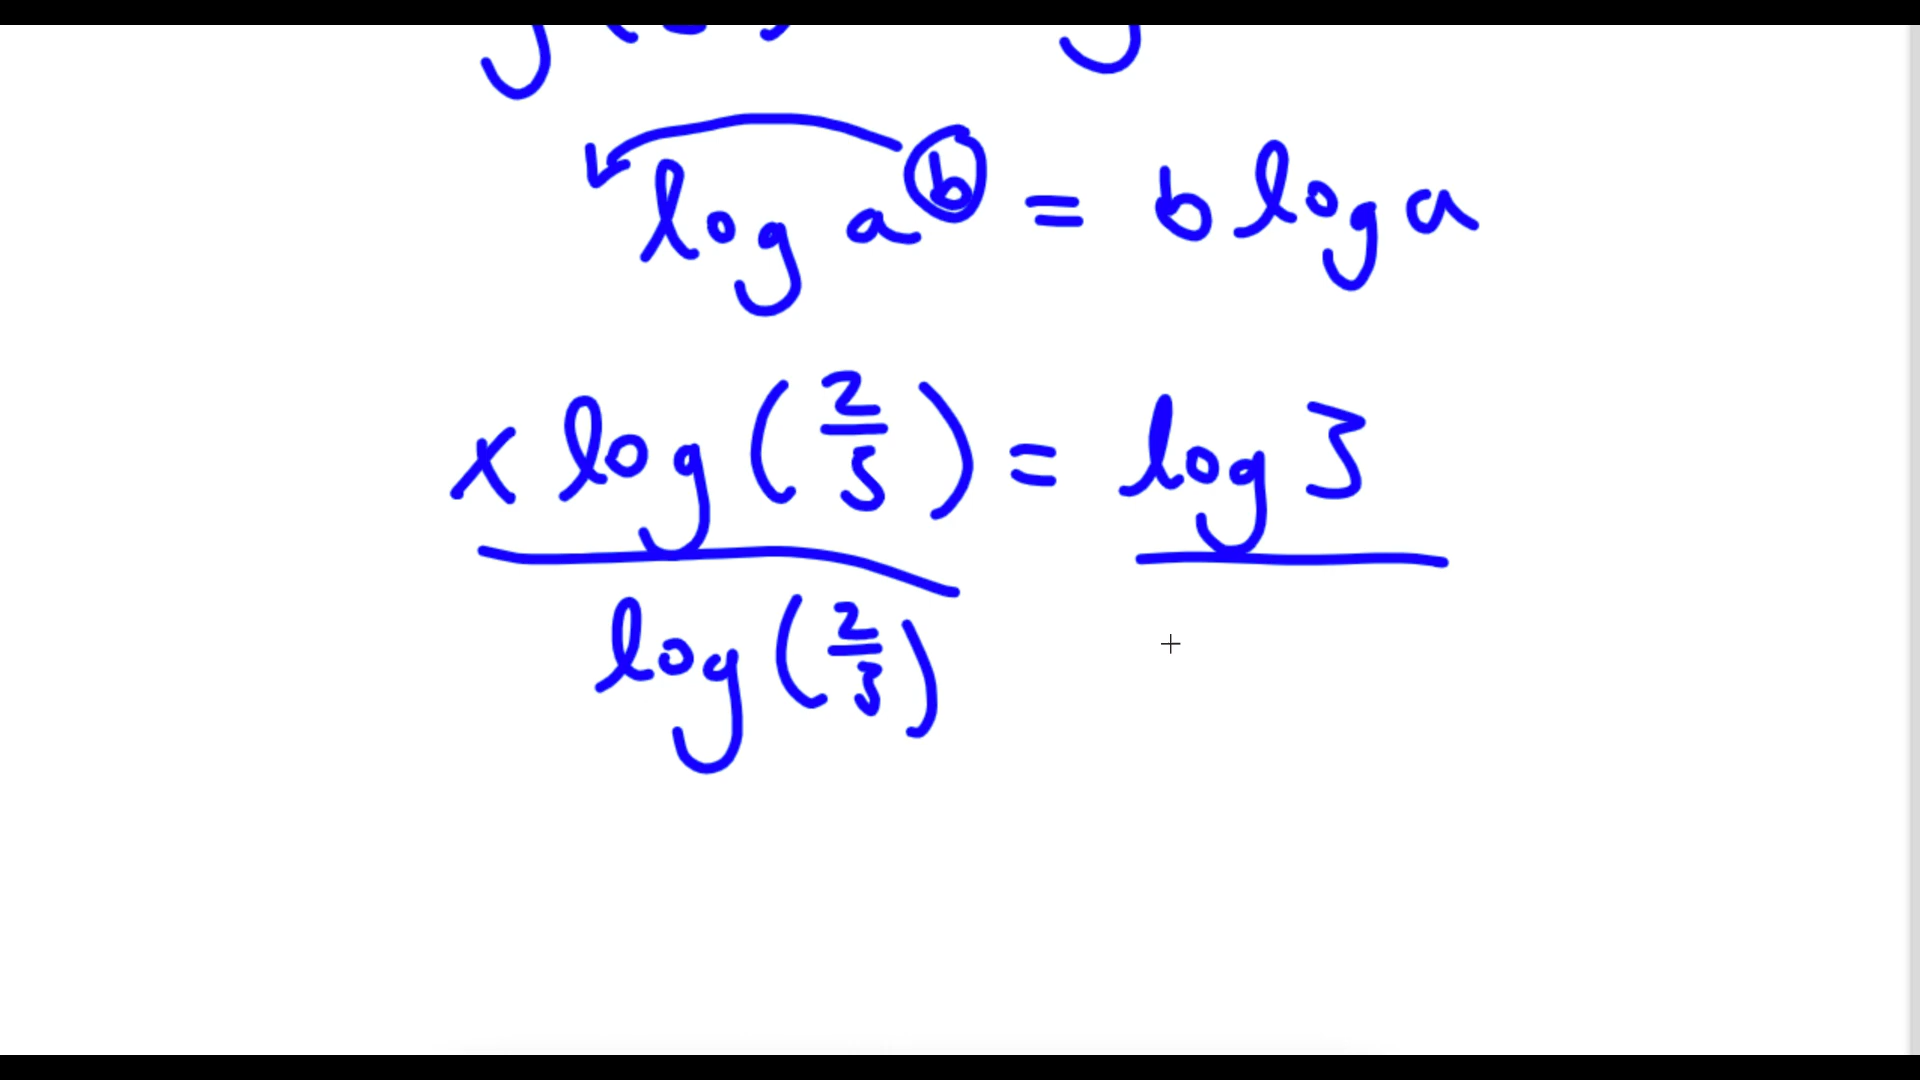 log a^b = b log a
x log (2/3) = log 3
log (2/3)